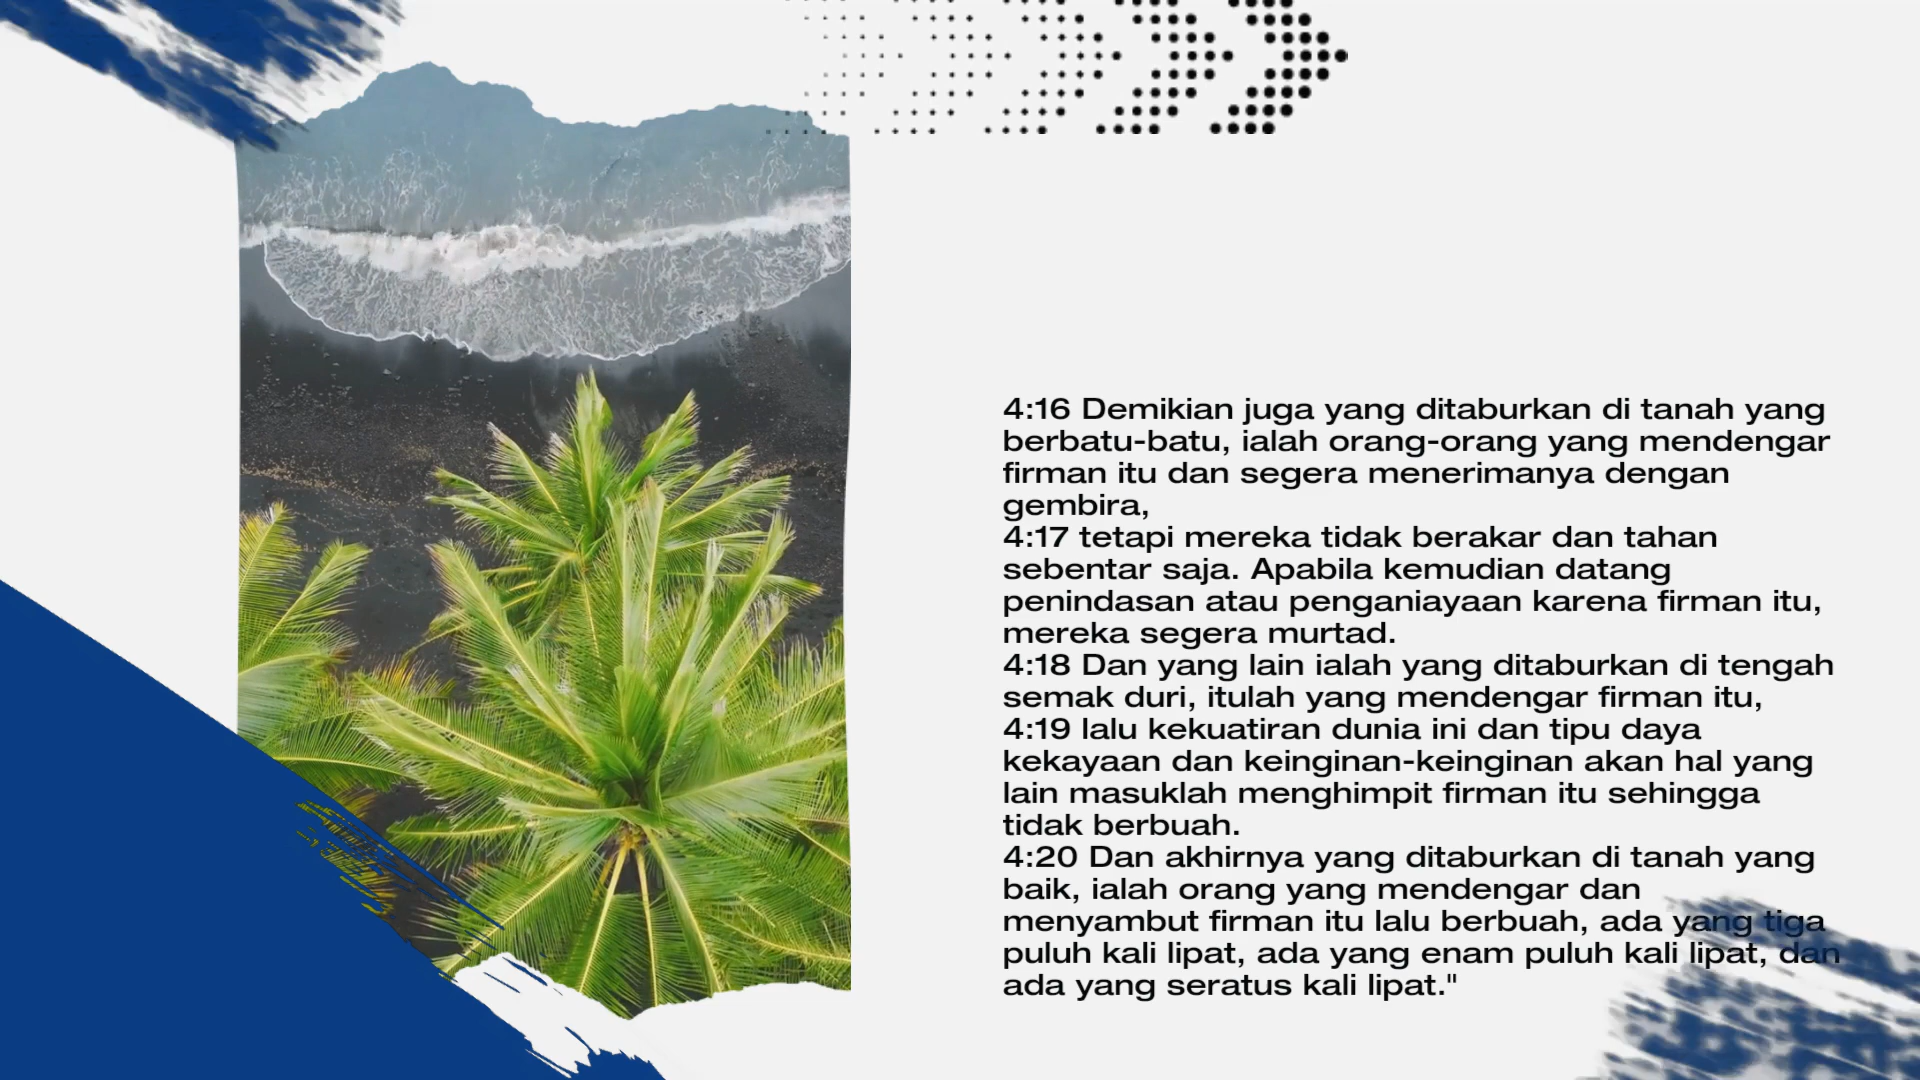 4:16 Demikian juga yang ditaburkan di tanah yang
berbatu-batu, ialah orang-orang yang mendengar
firman itu dan segera menerimanya dengan
gembira,
4:17 tetapi mereka tidak berakar dan tahan
sebentar saja. Apabila kemudian datang
penindasan atau penganiayaan karena firman itu,
mereka segera murtad.
4:18 Dan yang lain ialah yang ditaburkan di tengah
semak duri, itulah yang mendengar firman itu,
4:19 lalu kekuatiran dunia ini dan tipu daya
kekayaan dan keinginan-keinginan akan hal yang
lain masuklah menghimpit firman itu sehingga
tidak berbuah.
4:20 Dan akhirnya yang ditaburkan di tanah yang
baik, ialah orang yang mendengar dan
menyambut firman itu lalu berbuah, ada yang tiga
puluh kali lipat, ada yang enam puluh kali lipat, dan
ada yang seratus kali lipat."